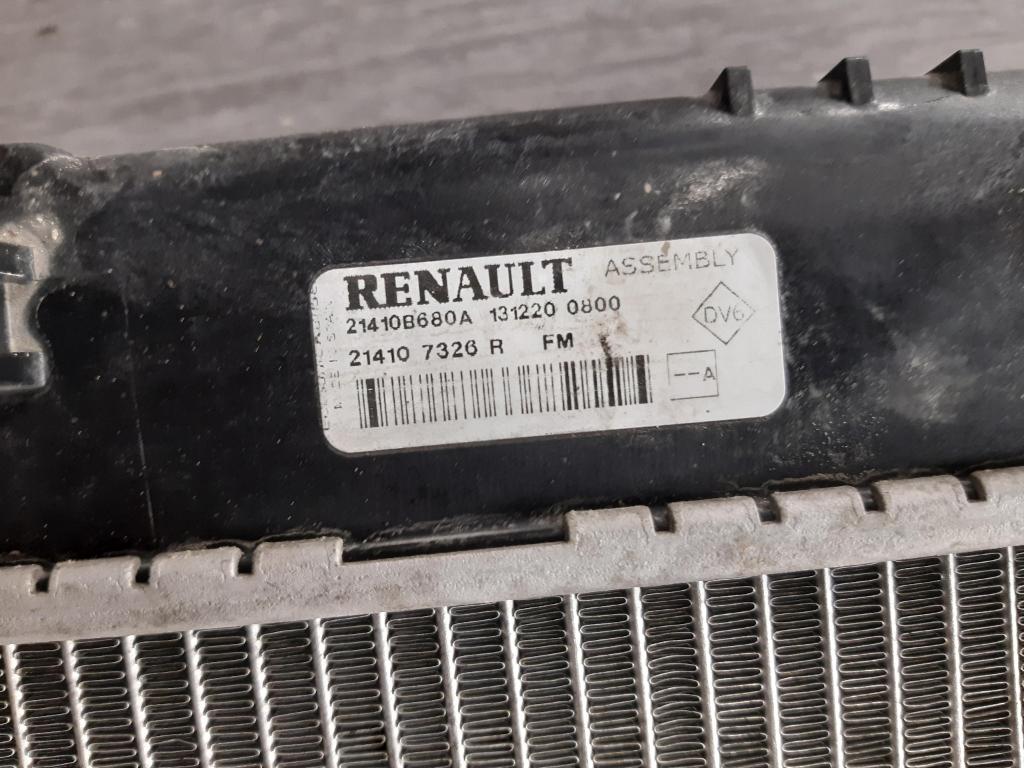 RENAULT ASSEMBLY
21410B680A 131220 0800
DV6
21410 7326 R FM
--A